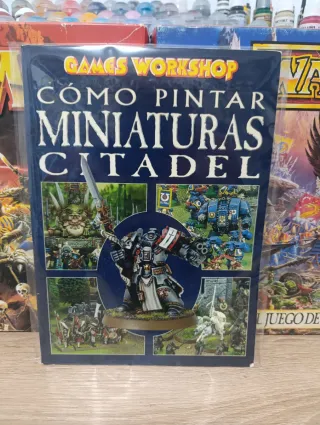 GAMES WORKSHOP
CÓMO PINTAR
MINIATURAS
CITADEL
JUEGO DE